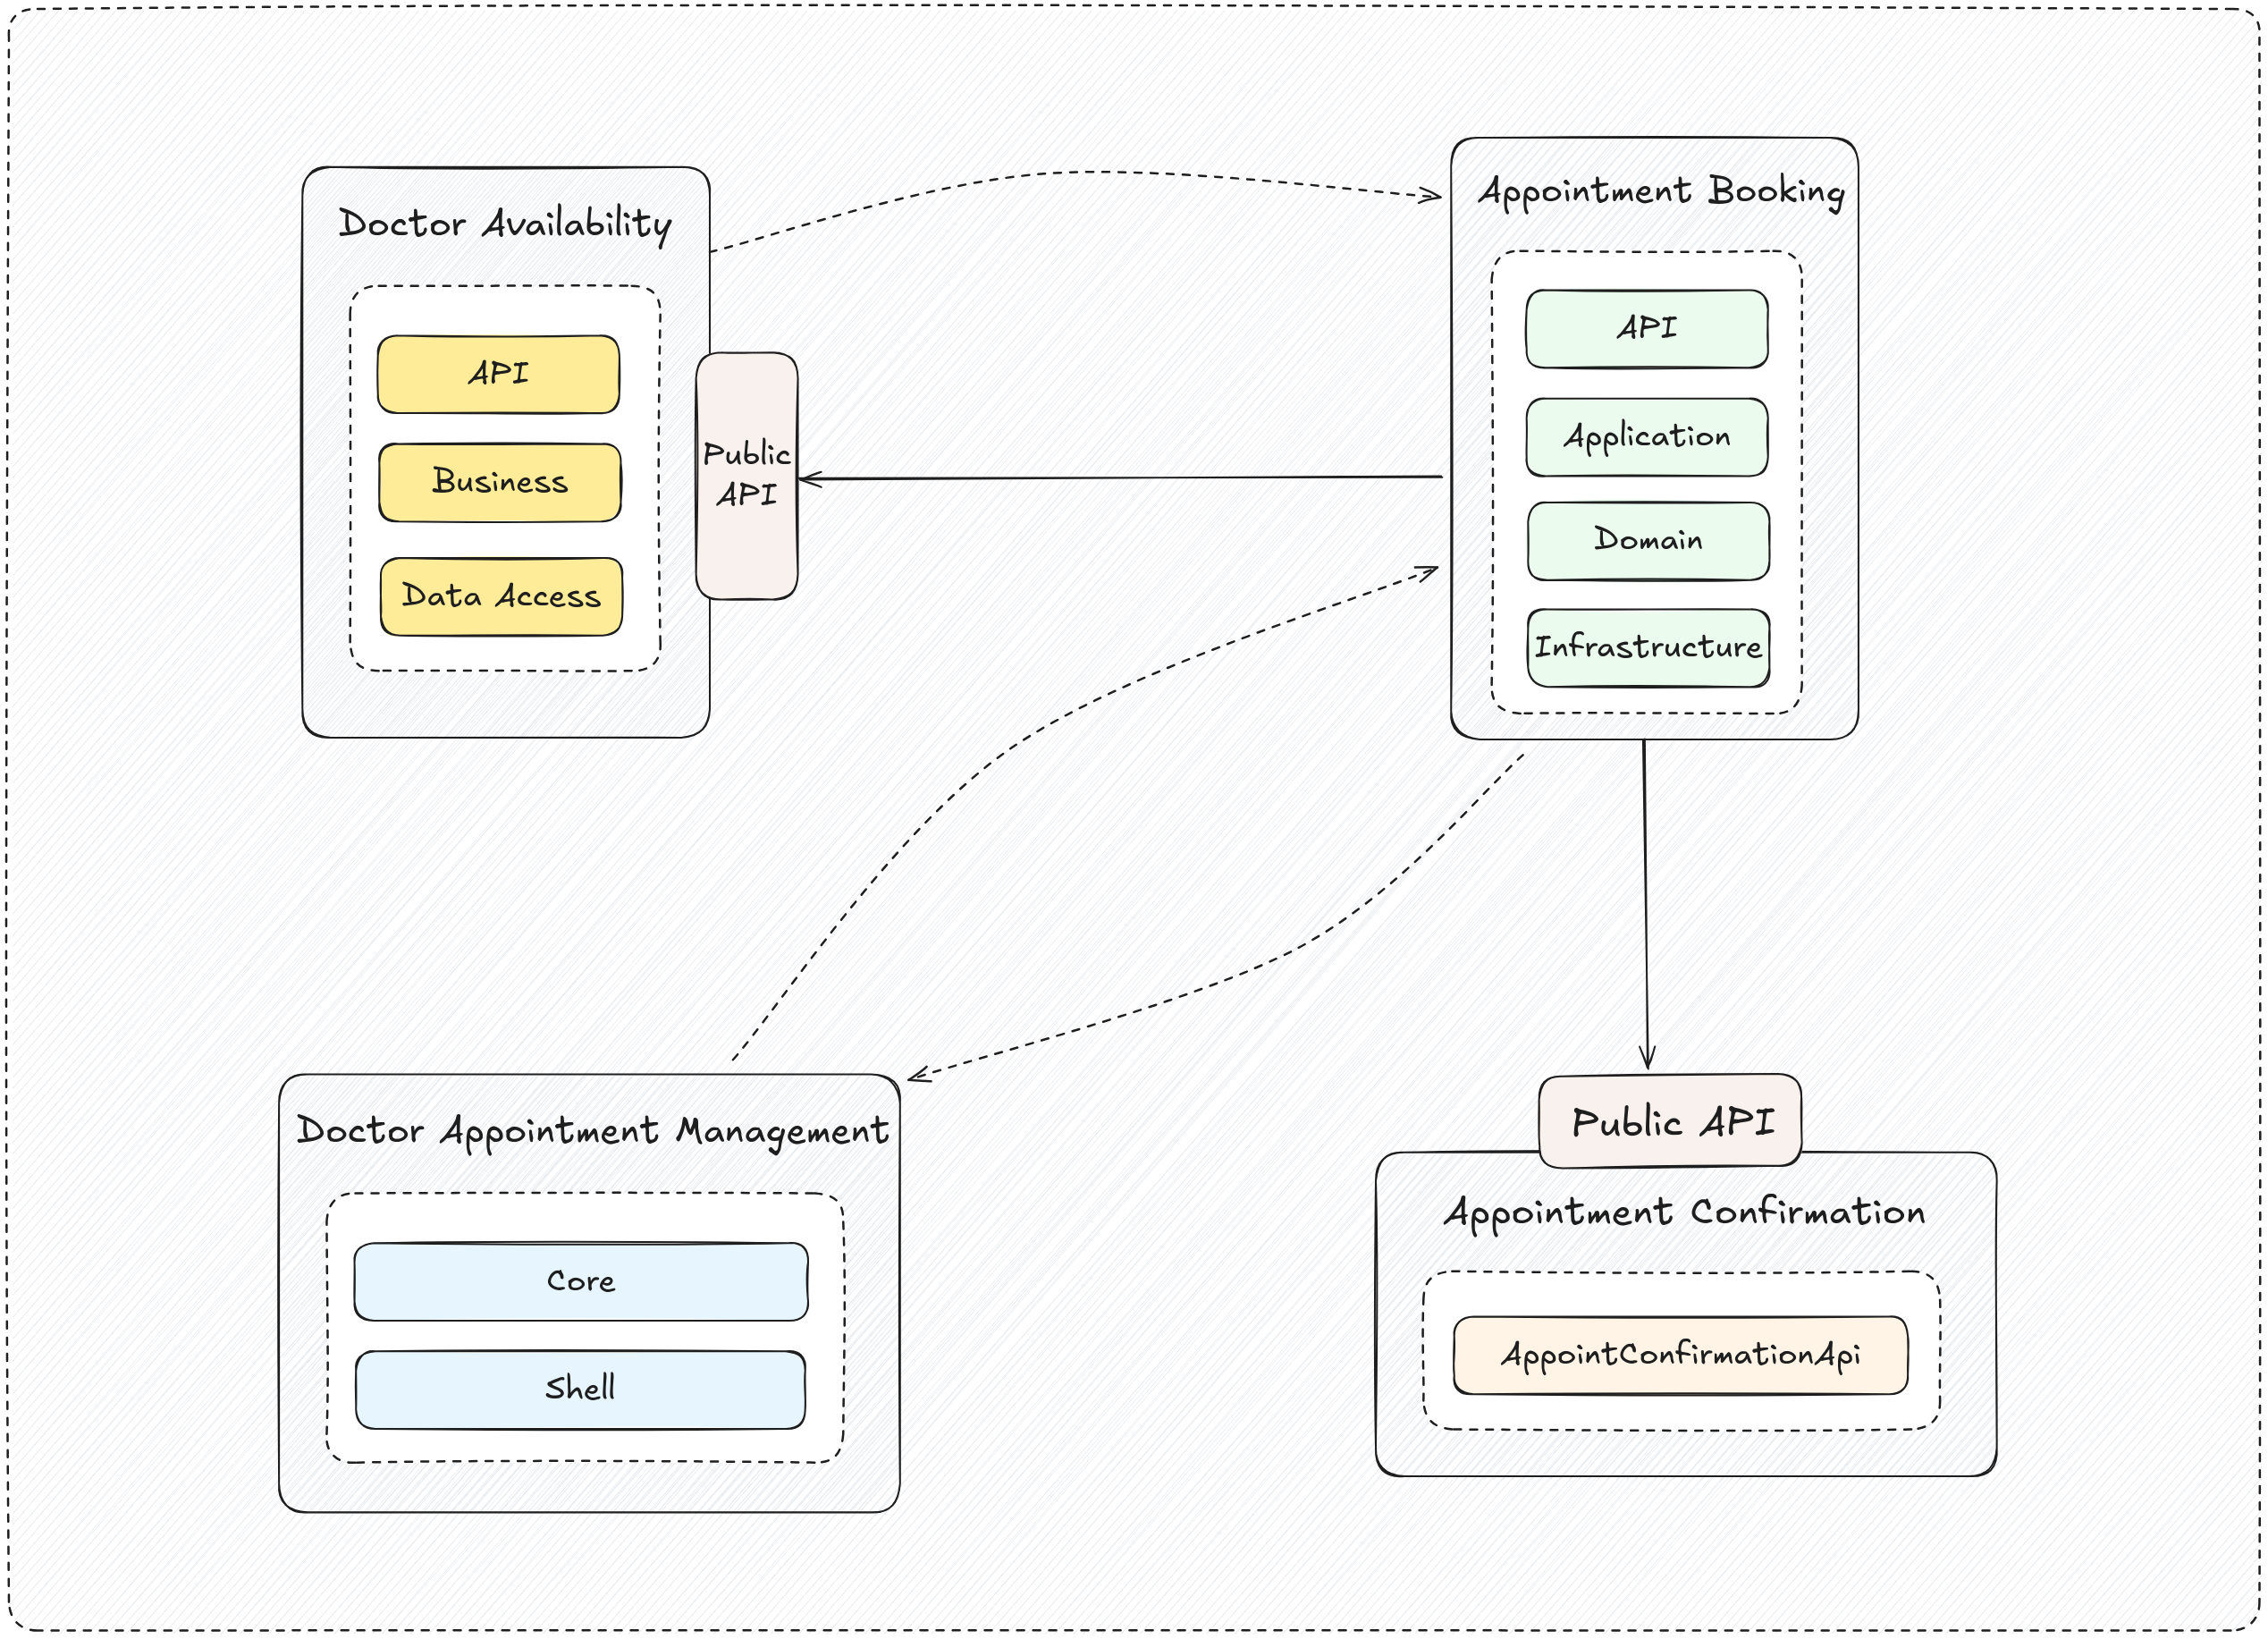 Doctor Availability
API
Business
Data Access
Public
API
Appointment Booking
API
Application
Domain
Infrastructure
Doctor Appointment Management
Core
Shell
Public API
Appointment Confirmation
AppointConfirmationApi